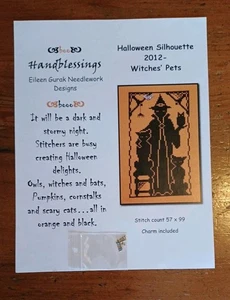 boo
Handblessings
Eileen Gurak Needlework
Designs
booo
It will be a dark and
stormy night.
Stitchers are busy
creating Halloween
delights.
Owls, witches and bats,
Pumpkins, cornstalks
and scary cats...all in
orange and black.
Halloween Silhouette
2012-
Witches' Pets
Stitch count 57 x 99
Charm included